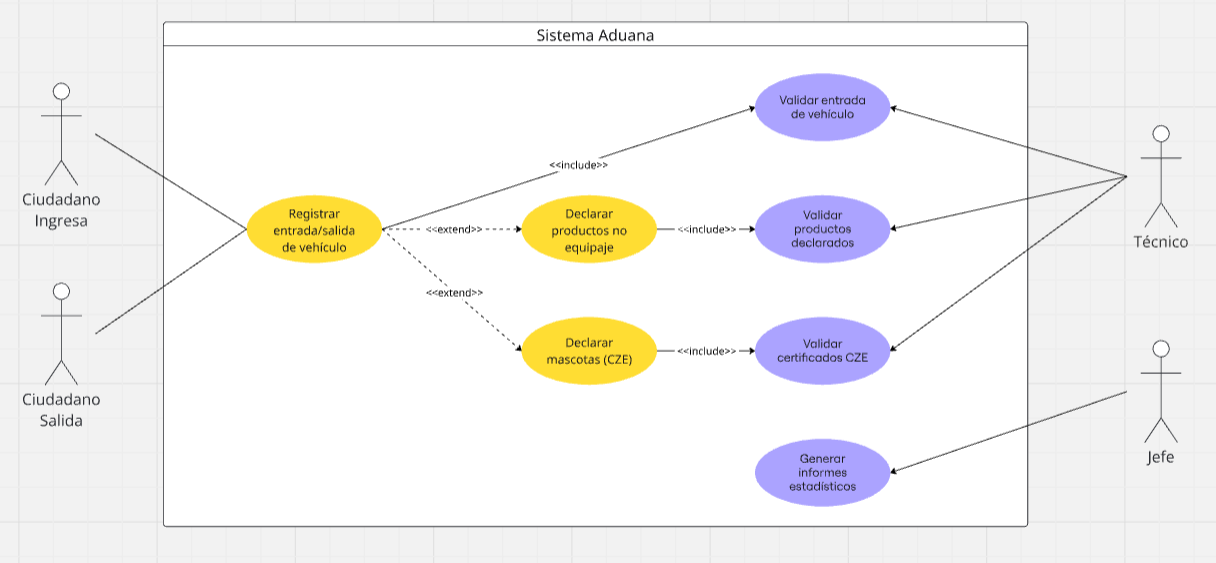 Sistema Aduana
Validar entrada
de vehículo
<<include>>
Ciudadano
Ingresa
Registrar
entrada/salida
de vehículo
<<extend>>
Declarar
productos no
equipaje
<<include>>
Validar
productos
declarados
Técnico
<<extend>>
Declarar
mascotas (CZE)
<<include>>
Validar
certificados CZE
Ciudadano
Salida
Generar
informes
estadísticos
Jefe